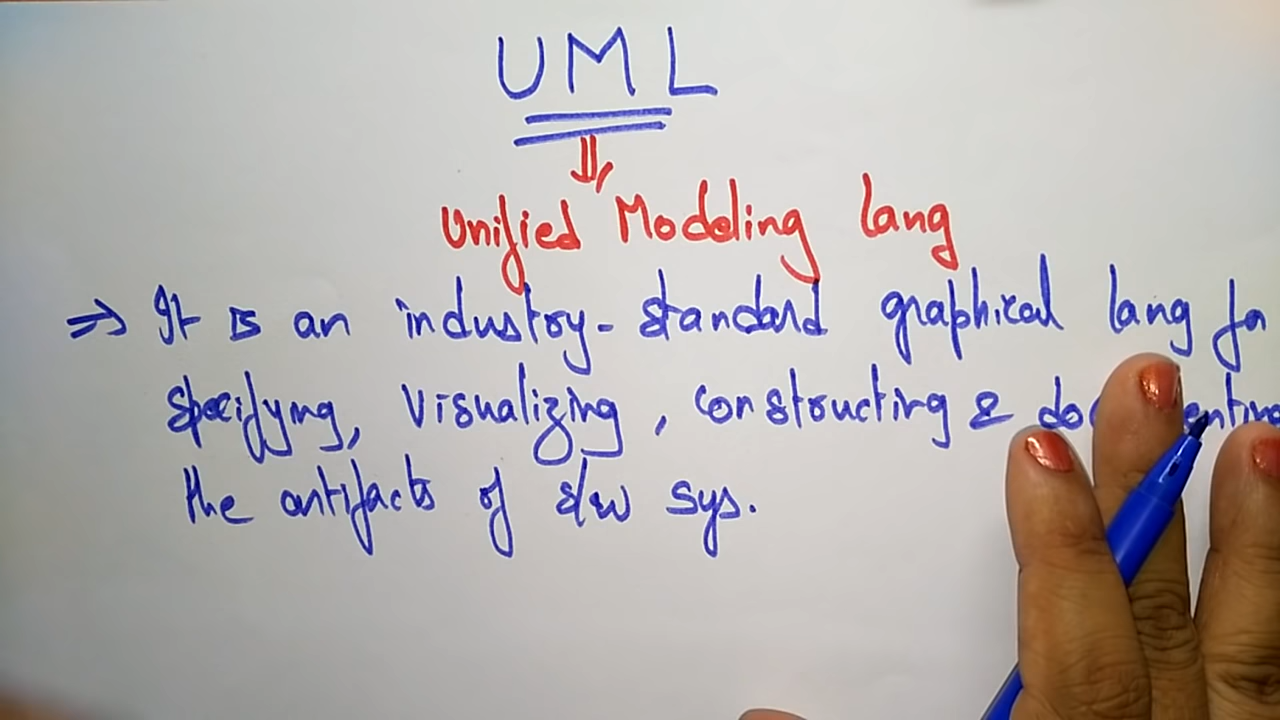 UML
Unified Modeling lang
⇒ It is an industry-standard graphical lang for
specifying, visualizing, constructing &
the artifacts of s/w sys.